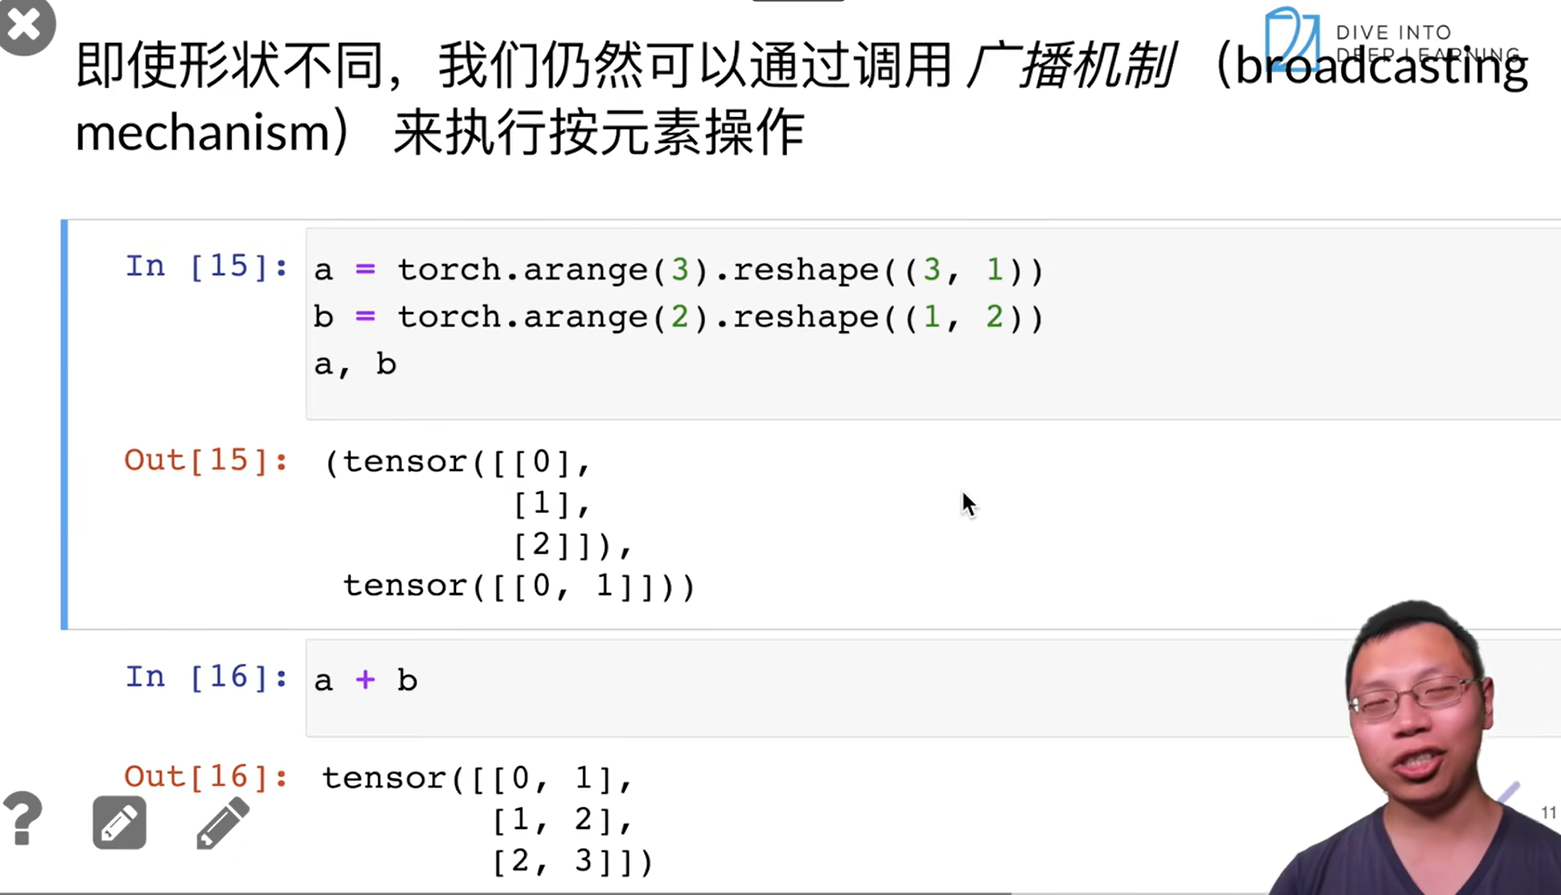 DIVE INTO
DEEP LEARNING
即使形状不同，我们仍然可以通过调用 广播机制 （broadcasting
mechanism） 来执行按元素操作
In [15]: a = torch.arange(3).reshape((3, 1))
b = torch.arange(2).reshape((1, 2))
a, b
Out[15]: (tensor([[0],
[1],
[2]]),
tensor([[0, 1]]))
In [16]: a + b
Out[16]: tensor([[0, 1],
[1, 2],
[2, 3]])
?
11